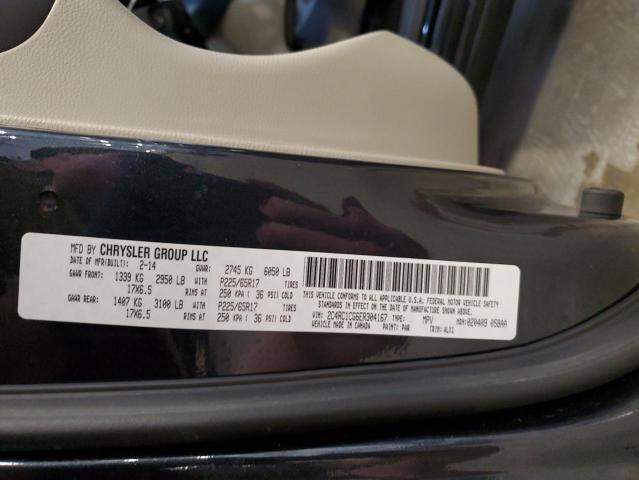 MFD BY CHRYSLER GROUP LLC
DATE OF MFR(BUILT): 2-14 GVWR: 2745 KG 6050 LB
GAWR FRONT: 1339 KG 2950 LB WITH P225/65R17 TIRES
17X6.5 RIMS AT 250 KPA ( 36 PSI) COLD
GAWR REAR: 1407 KG 3100 LB WITH P225/65R17 TIRES
17X6.5 RIMS AT 250 KPA ( 36 PSI) COLD
THIS VEHICLE CONFORMS TO ALL APPLICABLE U.S.A. FEDERAL MOTOR VEHICLE SAFETY
STANDARDS IN EFFECT ON THE DATE OF MANUFACTURE SHOWN ABOVE.
VIN: 2C4RC1CG6ER304167 TYPE: MPV MDH: 020409 058AA
VEHICLE MADE IN CANADA PAINT: PAR TRIM: ALX1